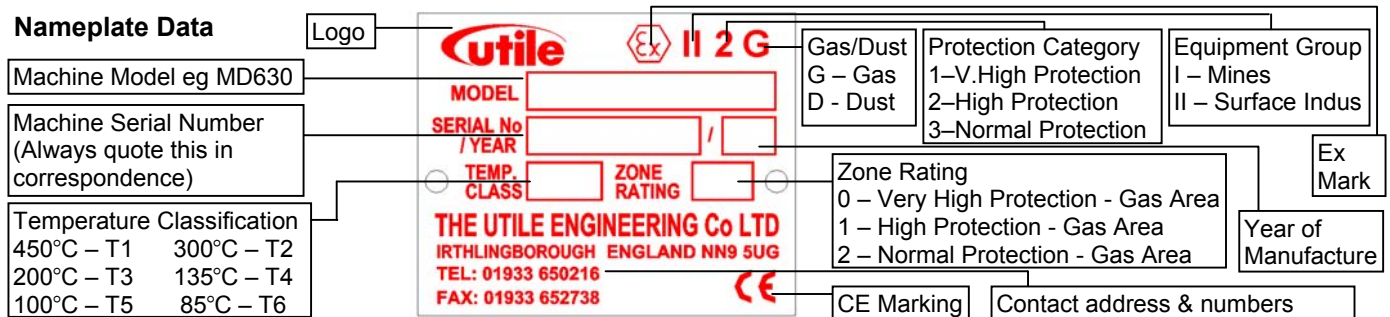 Nameplate Data
Logo
Machine Model eg MD630
Machine Serial Number
(Always quote this in
correspondence)
Temperature Classification
450°C – T1 300°C – T2
200°C – T3 135°C – T4
100°C – T5 85°C – T6
utile
Ex II 2 G
MODEL
SERIAL No
/ YEAR
/
TEMP.
CLASS
ZONE
RATING
THE UTILE ENGINEERING Co LTD
IRTHLINGBOROUGH ENGLAND NN9 5UG
TEL: 01933 650216
FAX: 01933 652738
CE
Gas/Dust
G – Gas
D - Dust
Protection Category
1–V.High Protection
2–High Protection
3–Normal Protection
Equipment Group
I – Mines
II – Surface Indus
Ex
Mark
Zone Rating
0 – Very High Protection - Gas Area
1 – High Protection - Gas Area
2 – Normal Protection - Gas Area
Year of
Manufacture
CE Marking
Contact address & numbers